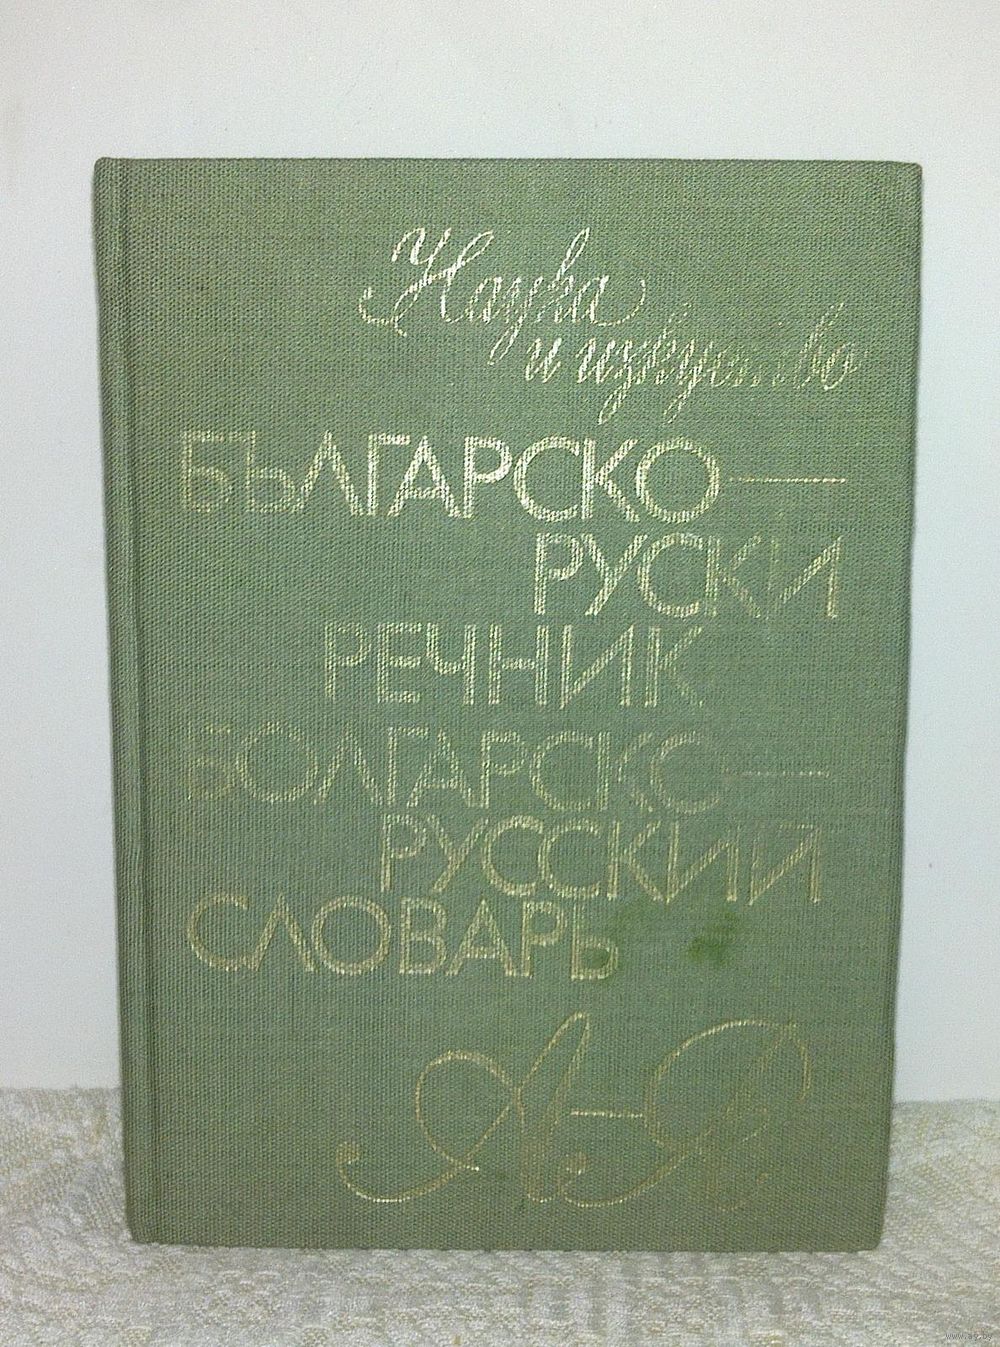 Наука
и изкуство
БЪЛГАРСКО—
РУСКИ
РЕЧНИК
БОЛГАРСКО—
РУССКИЙ
СЛОВАРЬ
А—Я